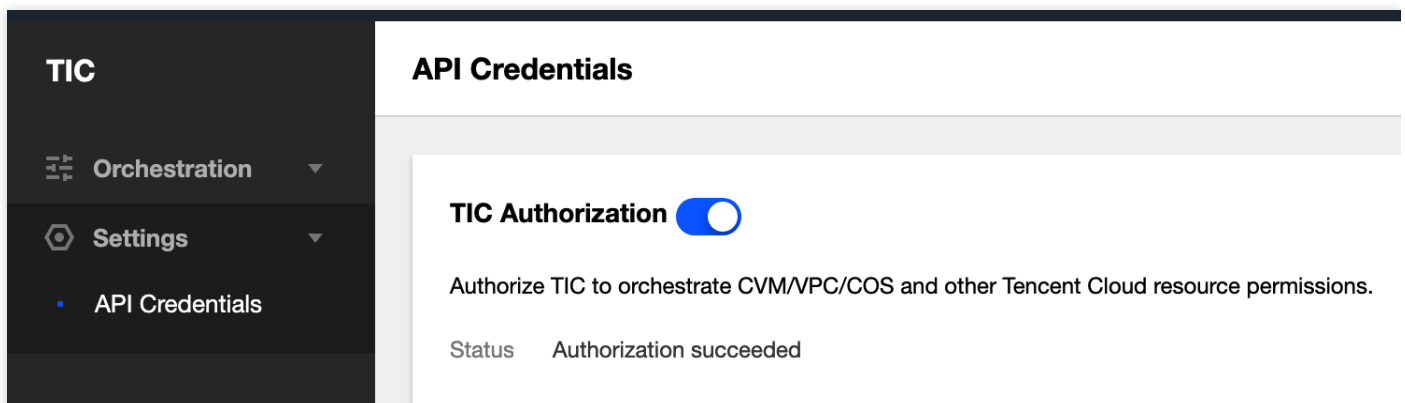 TIC
Orchestration
Settings
API Credentials
API Credentials
TIC Authorization
Authorize TIC to orchestrate CVM/VPC/COS and other Tencent Cloud resource permissions.
Status Authorization succeeded